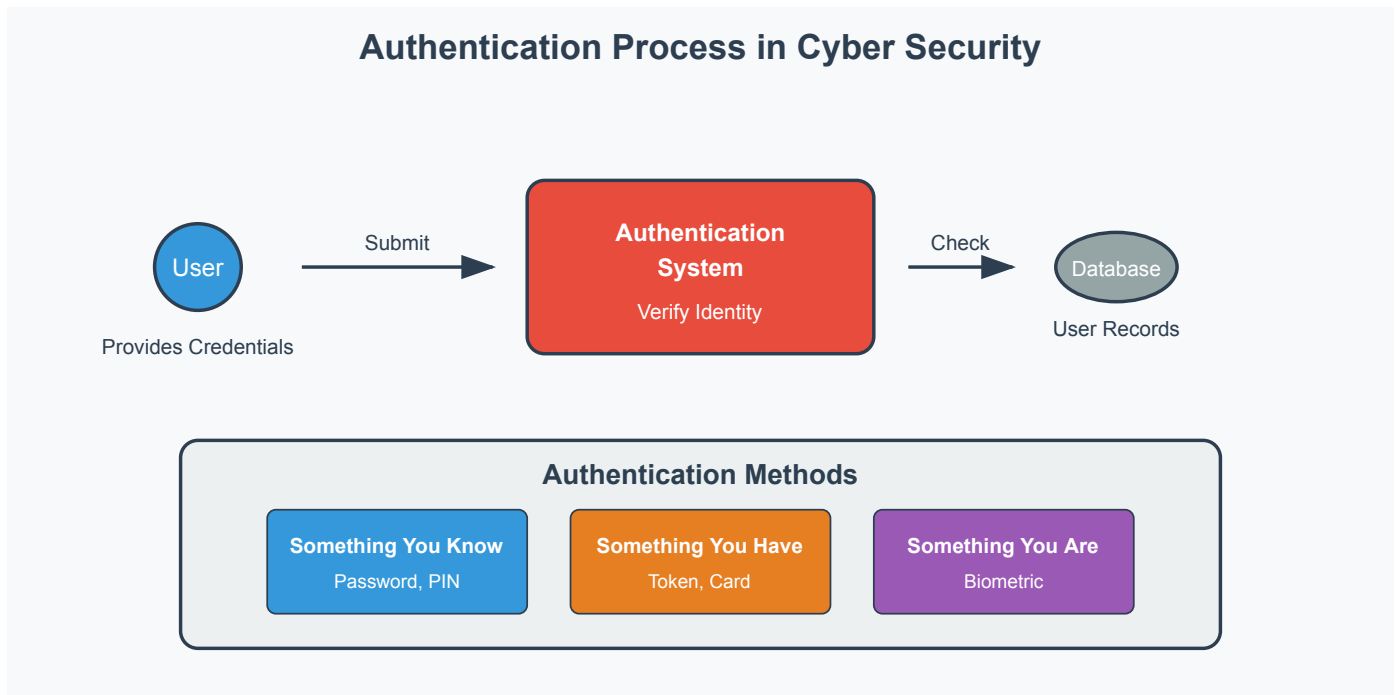 Authentication Process in Cyber Security
User
Provides Credentials
Submit
Authentication
System
Verify Identity
Check
Database
User Records
Authentication Methods
Something You Know
Password, PIN
Something You Have
Token, Card
Something You Are
Biometric